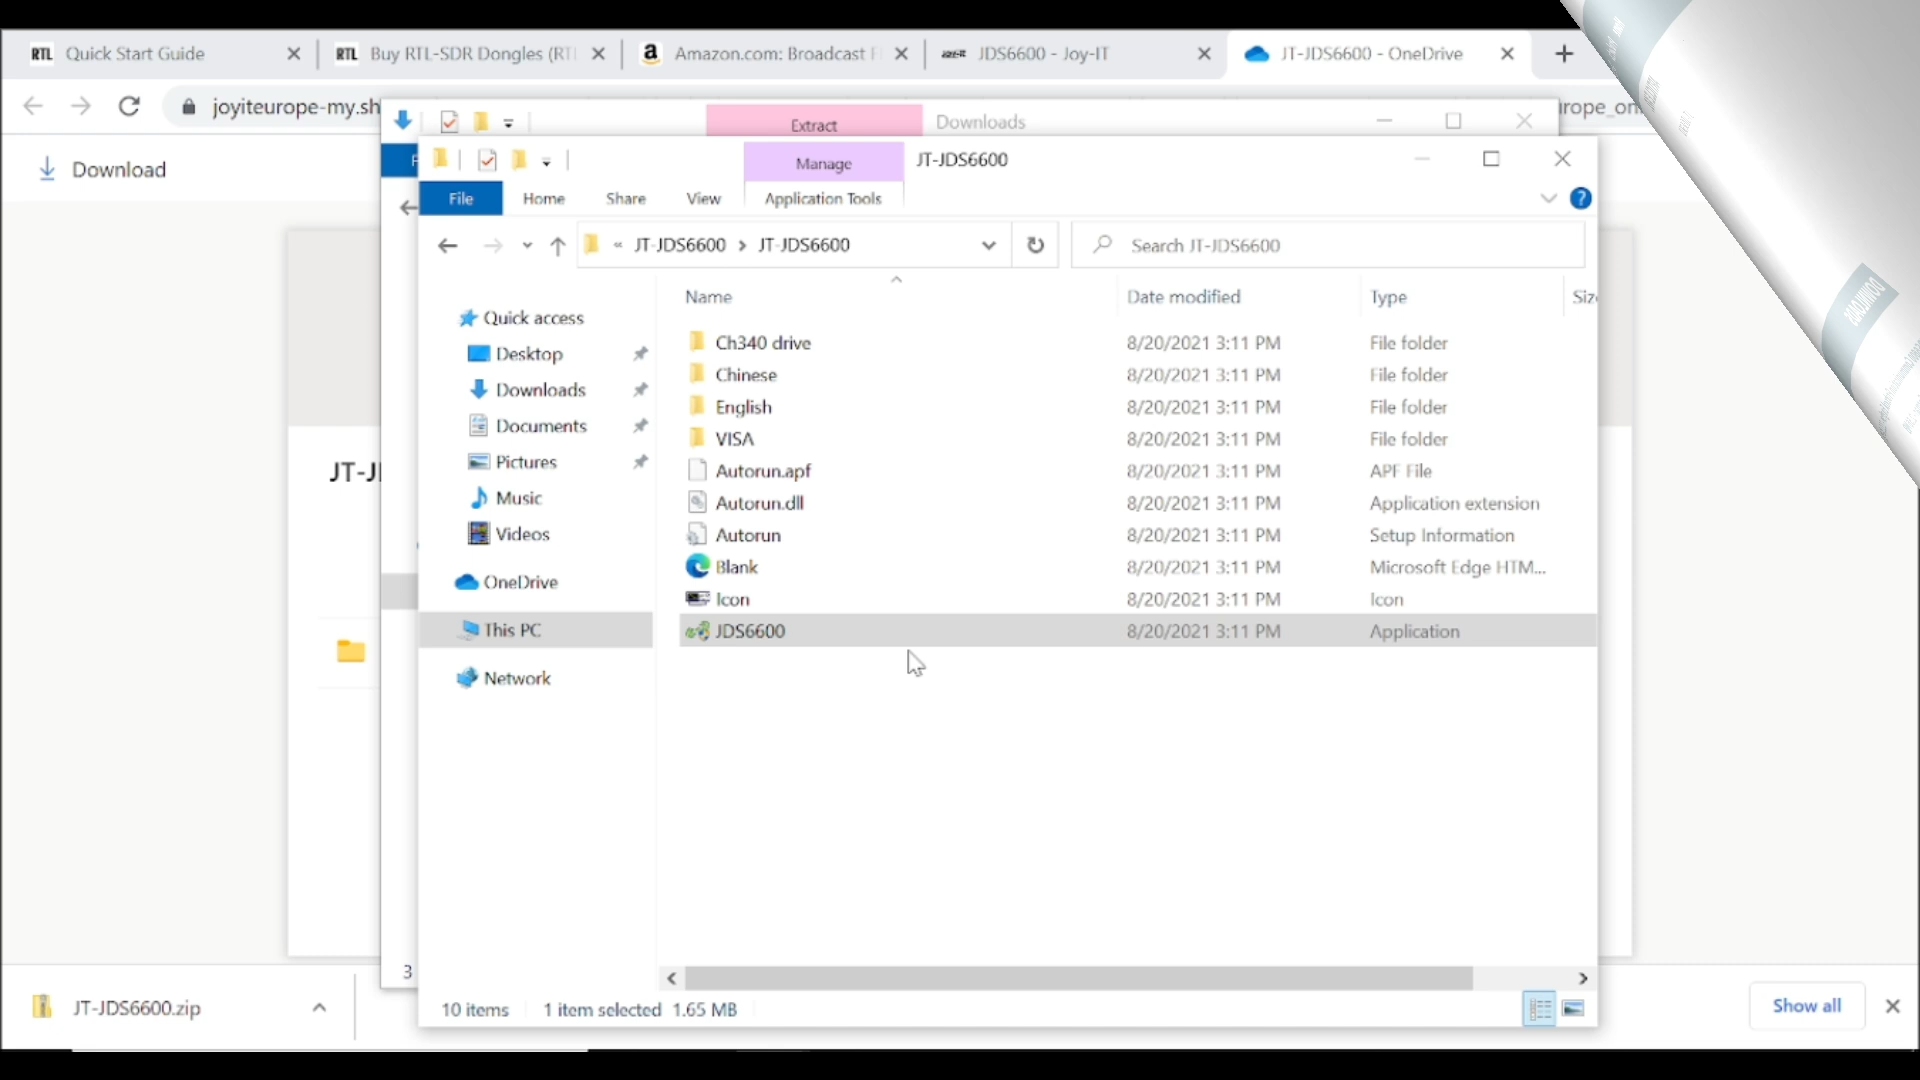 RTL Quick Start Guide
RTL Buy RTL-SDR Dongles (RTL
Amazon.com: Broadcast F
JDS6600 - Joy-IT
JT-JDS6600 - OneDrive
joyiteurope-my.sh
urope_on
Download
Extract
Downloads
Manage
JT-JDS6600
File
Home
Share
View
Application Tools
« JT-JDS6600 > JT-JDS6600
Search JT-JDS6600
Name
Date modified
Type
Size
Quick access
Desktop
Downloads
Documents
Pictures
Music
Videos
OneDrive
This PC
Network
Ch340 drive 8/20/2021 3:11 PM File folder
Chinese 8/20/2021 3:11 PM File folder
English 8/20/2021 3:11 PM File folder
VISA 8/20/2021 3:11 PM File folder
Autorun.apf 8/20/2021 3:11 PM APF File
Autorun.dll 8/20/2021 3:11 PM Application extension
Autorun 8/20/2021 3:11 PM Setup Information
Blank 8/20/2021 3:11 PM Microsoft Edge HTM...
Icon 8/20/2021 3:11 PM Icon
JDS6600 8/20/2021 3:11 PM Application
JT-JI
3
10 items
1 item selected 1.65 MB
JT-JDS6600.zip
Show all